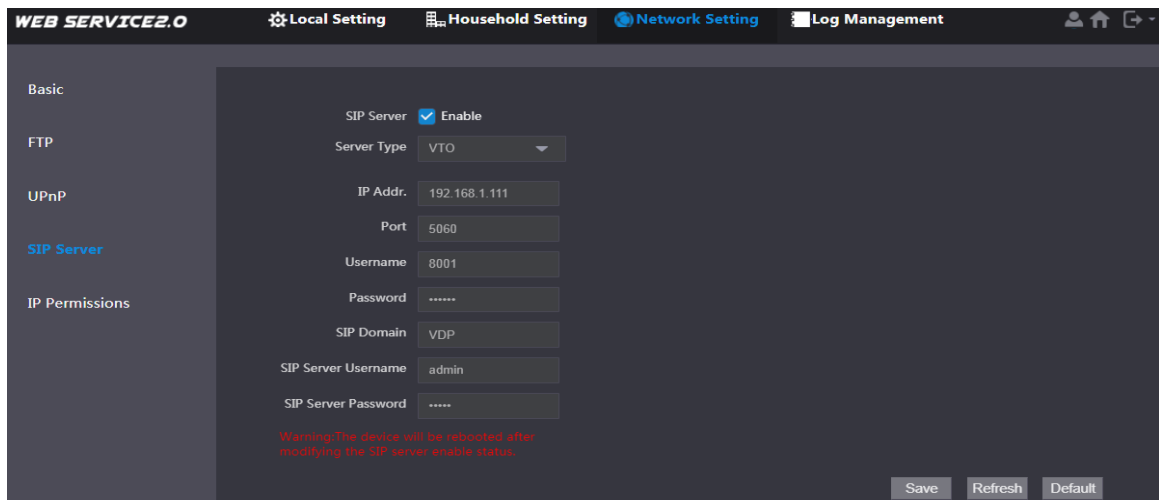 WEB SERVICE2.0 Local Setting Household Setting Network Setting Log Management
Basic
FTP
UPnP
SIP Server
IP Permissions
SIP Server Enable
Server Type VTO
IP Addr. 192.168.1.111
Port 5060
Username 8001
Password ······
SIP Domain VDP
SIP Server Username admin
SIP Server Password ·····
Warning:The device will be rebooted after
modifying the SIP server enable status.
Save Refresh Default